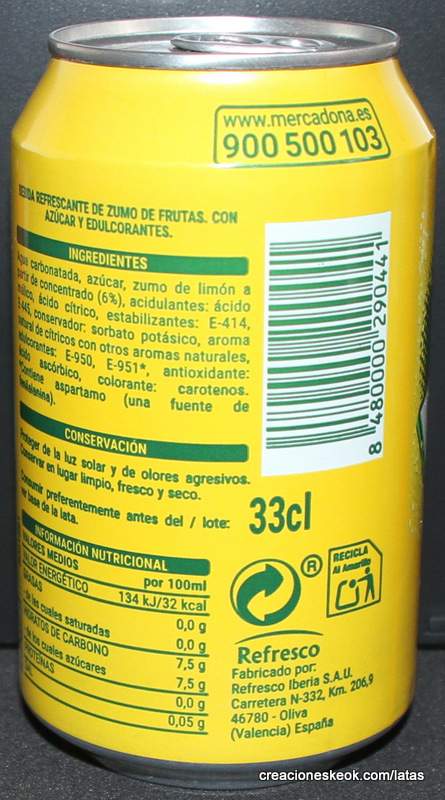 www.mercadona.es
900 500 103
REFRESCANTE DE ZUMO DE FRUTAS. CON
AZÚCAR Y EDULCORANTES.
INGREDIENTES
carbonatada, azúcar, zumo de limón a
partir de concentrado (6%), acidulantes: ácido
málico, ácido cítrico, estabilizantes: E-414,
E-445, conservador: sorbato potásico, aroma
natural de cítricos con otros aromas naturales,
edulcorantes: E-950, E-951*, antioxidante:
ácido ascórbico, colorante: carotenos.
*Contiene aspartamo (una fuente de
8 480000 290441
CONSERVACIÓN
Proteger de la luz solar y de olores agresivos.
Conservar en lugar limpio, fresco y seco.
Consumir preferentemente antes del / lote:
ver base de la lata.
33cl
INFORMACIÓN NUTRICIONAL
VALORES MEDIOS por 100ml
VALOR ENERGÉTICO 134 kJ/32 kcal
GRASAS 0,0 g
de las cuales saturadas 0,0 g
HIDRATOS DE CARBONO 7,5 g
de los cuales azúcares 7,5 g
PROTEÍNAS 0,0 g
0,05 g
®
RECICLA
Al Amarillo
Refresco
Fabricado por:
Refresco Iberia S.A.U.
Carretera N-332, Km. 206,9
46780 - Oliva
(Valencia) España
creacioneskeok.com/latas